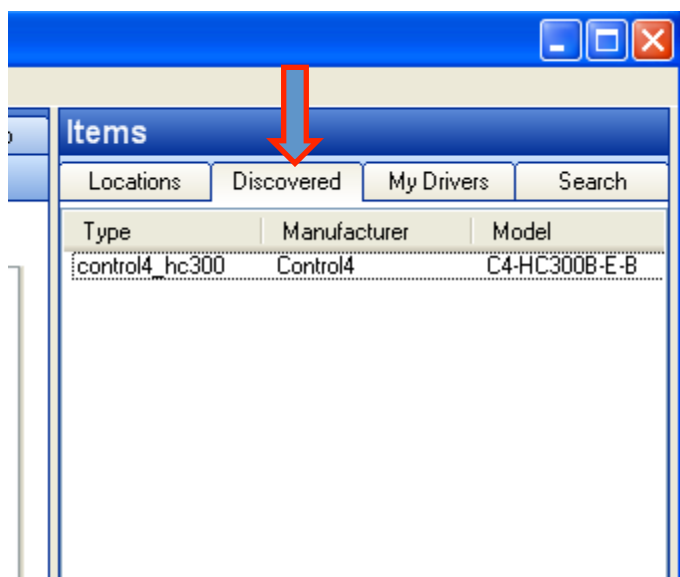 Items
Locations Discovered My Drivers Search
Type Manufacturer Model
control4_hc300 Control4 C4-HC300B-E-B